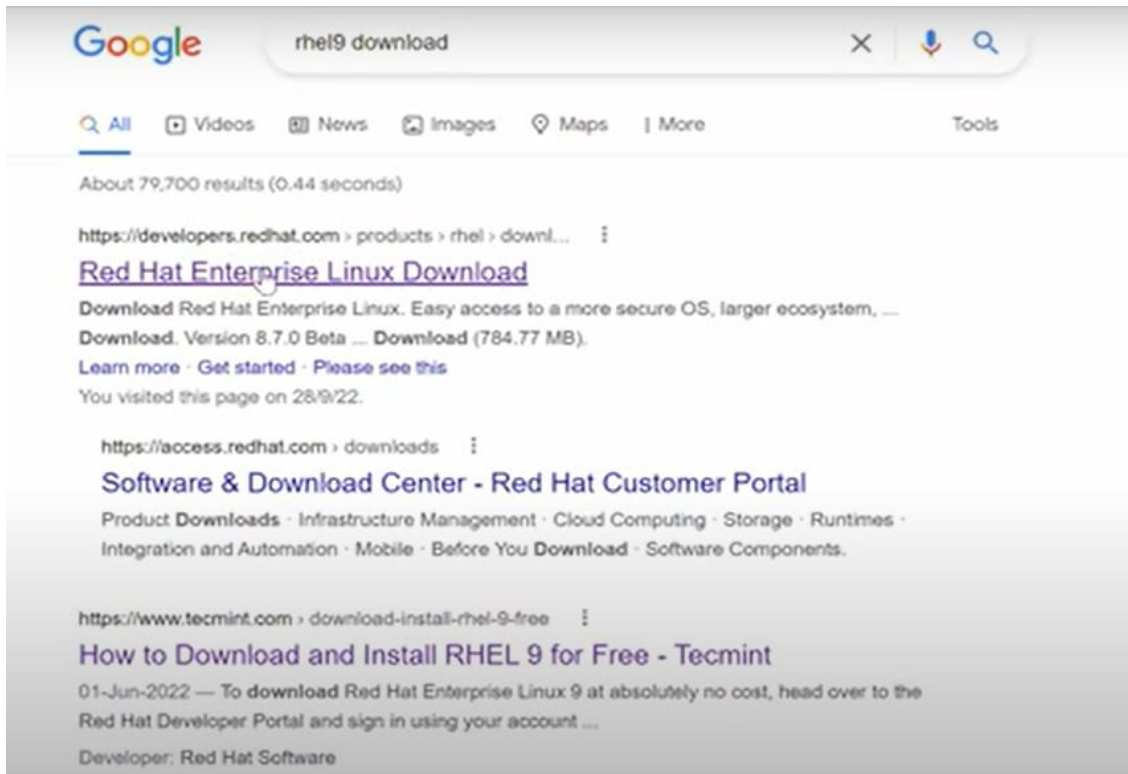 Google
rhel9 download
All Videos News Images Maps More Tools
About 79,700 results (0.44 seconds)
https://developers.redhat.com › products › rhel › downl...
Red Hat Enterprise Linux Download
Download Red Hat Enterprise Linux. Easy access to a more secure OS, larger ecosystem, ...
Download. Version 8.7.0 Beta ... Download (784.77 MB).
Learn more · Get started · Please see this
You visited this page on 28/9/22.
https://access.redhat.com › downloads
Software & Download Center - Red Hat Customer Portal
Product Downloads · Infrastructure Management · Cloud Computing · Storage · Runtimes ·
Integration and Automation · Mobile · Before You Download · Software Components.
https://www.tecmint.com › download-install-rhel-9-free
How to Download and Install RHEL 9 for Free - Tecmint
01-Jun-2022 — To download Red Hat Enterprise Linux 9 at absolutely no cost, head over to the
Red Hat Developer Portal and sign in using your account ...
Developer: Red Hat Software